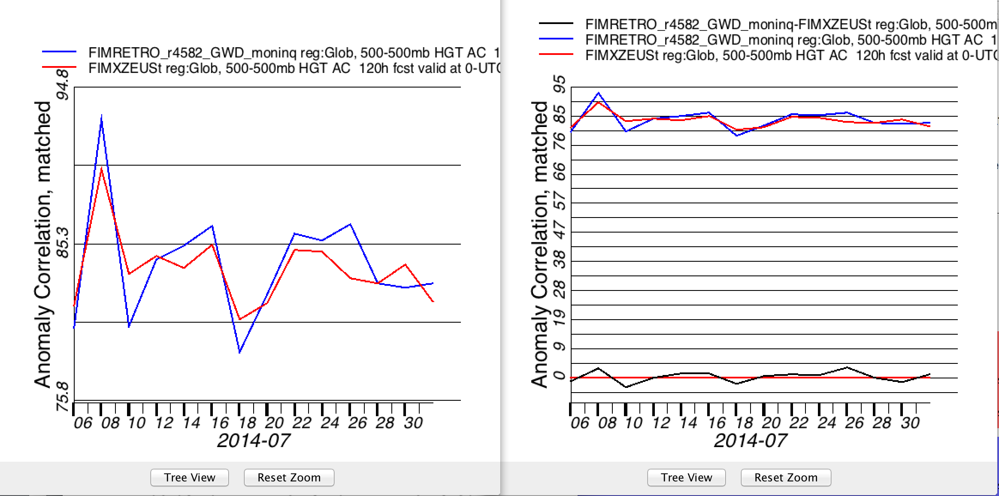 FIMRETRO_r4582_GWD_moninq reg:Glob, 500-500mb HGT AC 1
FIMXZEUSt reg:Glob, 500-500mb HGT AC 120h fcst valid at 0-UTC
94.8
85.3
75.8
Anomaly Correlation, matched
06 08 10 12 14 16 18 20 22 24 26 28 30
2014-07
Tree View
Reset Zoom
FIMRETRO_r4582_GWD_moninq-FIMXZEUSt reg:Glob, 500-500m
FIMRETRO_r4582_GWD_moninq reg:Glob, 500-500mb HGT AC 1
FIMXZEUSt reg:Glob, 500-500mb HGT AC 120h fcst valid at 0-UTC
95
85
76
66
57
47
38
28
19
9
0
Anomaly Correlation, matched
06 08 10 12 14 16 18 20 22 24 26 28 30
2014-07
Tree View
Reset Zoom